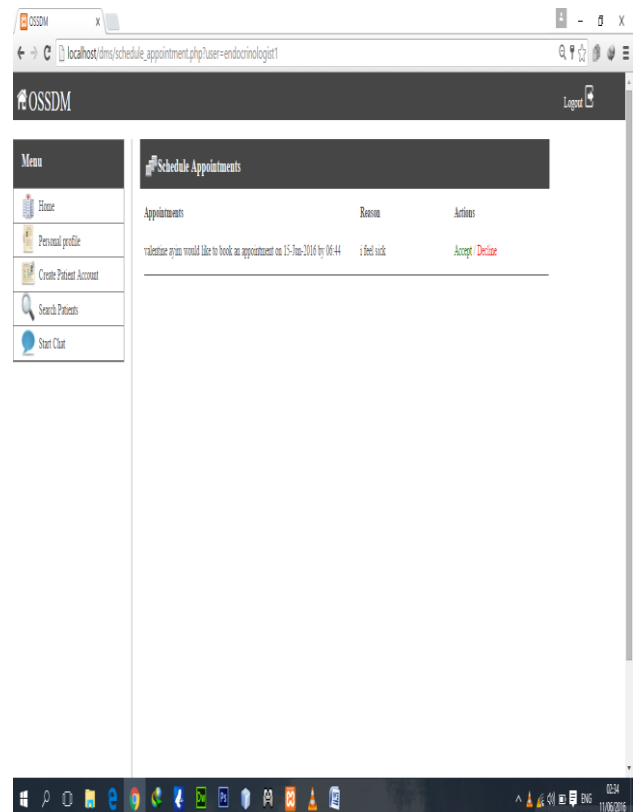 OSSDM x
localhost/dms/schedule_appointment.php?user=endocrinologist1
OSSDM
Logout
Menu
Home
Personal profile
Create Patient Account
Search Patients
Start Chat
Schedule Appointments
Appointments Reason Actions
valentine ayim would like to book an appointment on 15-Jun-2016 by 06:44 i feel sick Accept / Decline
Dw Ps
ENG
02:34
11/06/2016